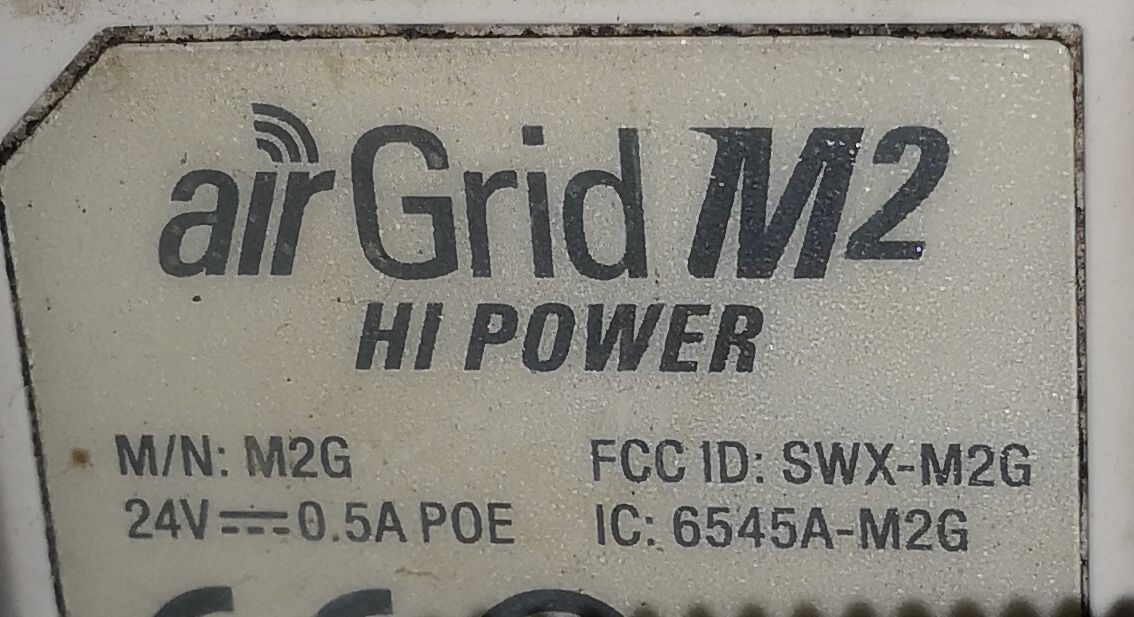 airGrid M2
HI POWER
M/N: M2G
24V⎓0.5A POE
FCC ID: SWX-M2G
IC: 6545A-M2G